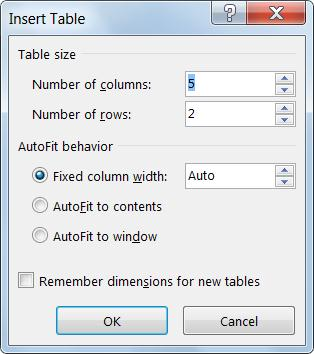 Insert Table
Table size
Number of columns: 5
Number of rows: 2
AutoFit behavior
Fixed column width: Auto
AutoFit to contents
AutoFit to window
Remember dimensions for new tables
OK Cancel